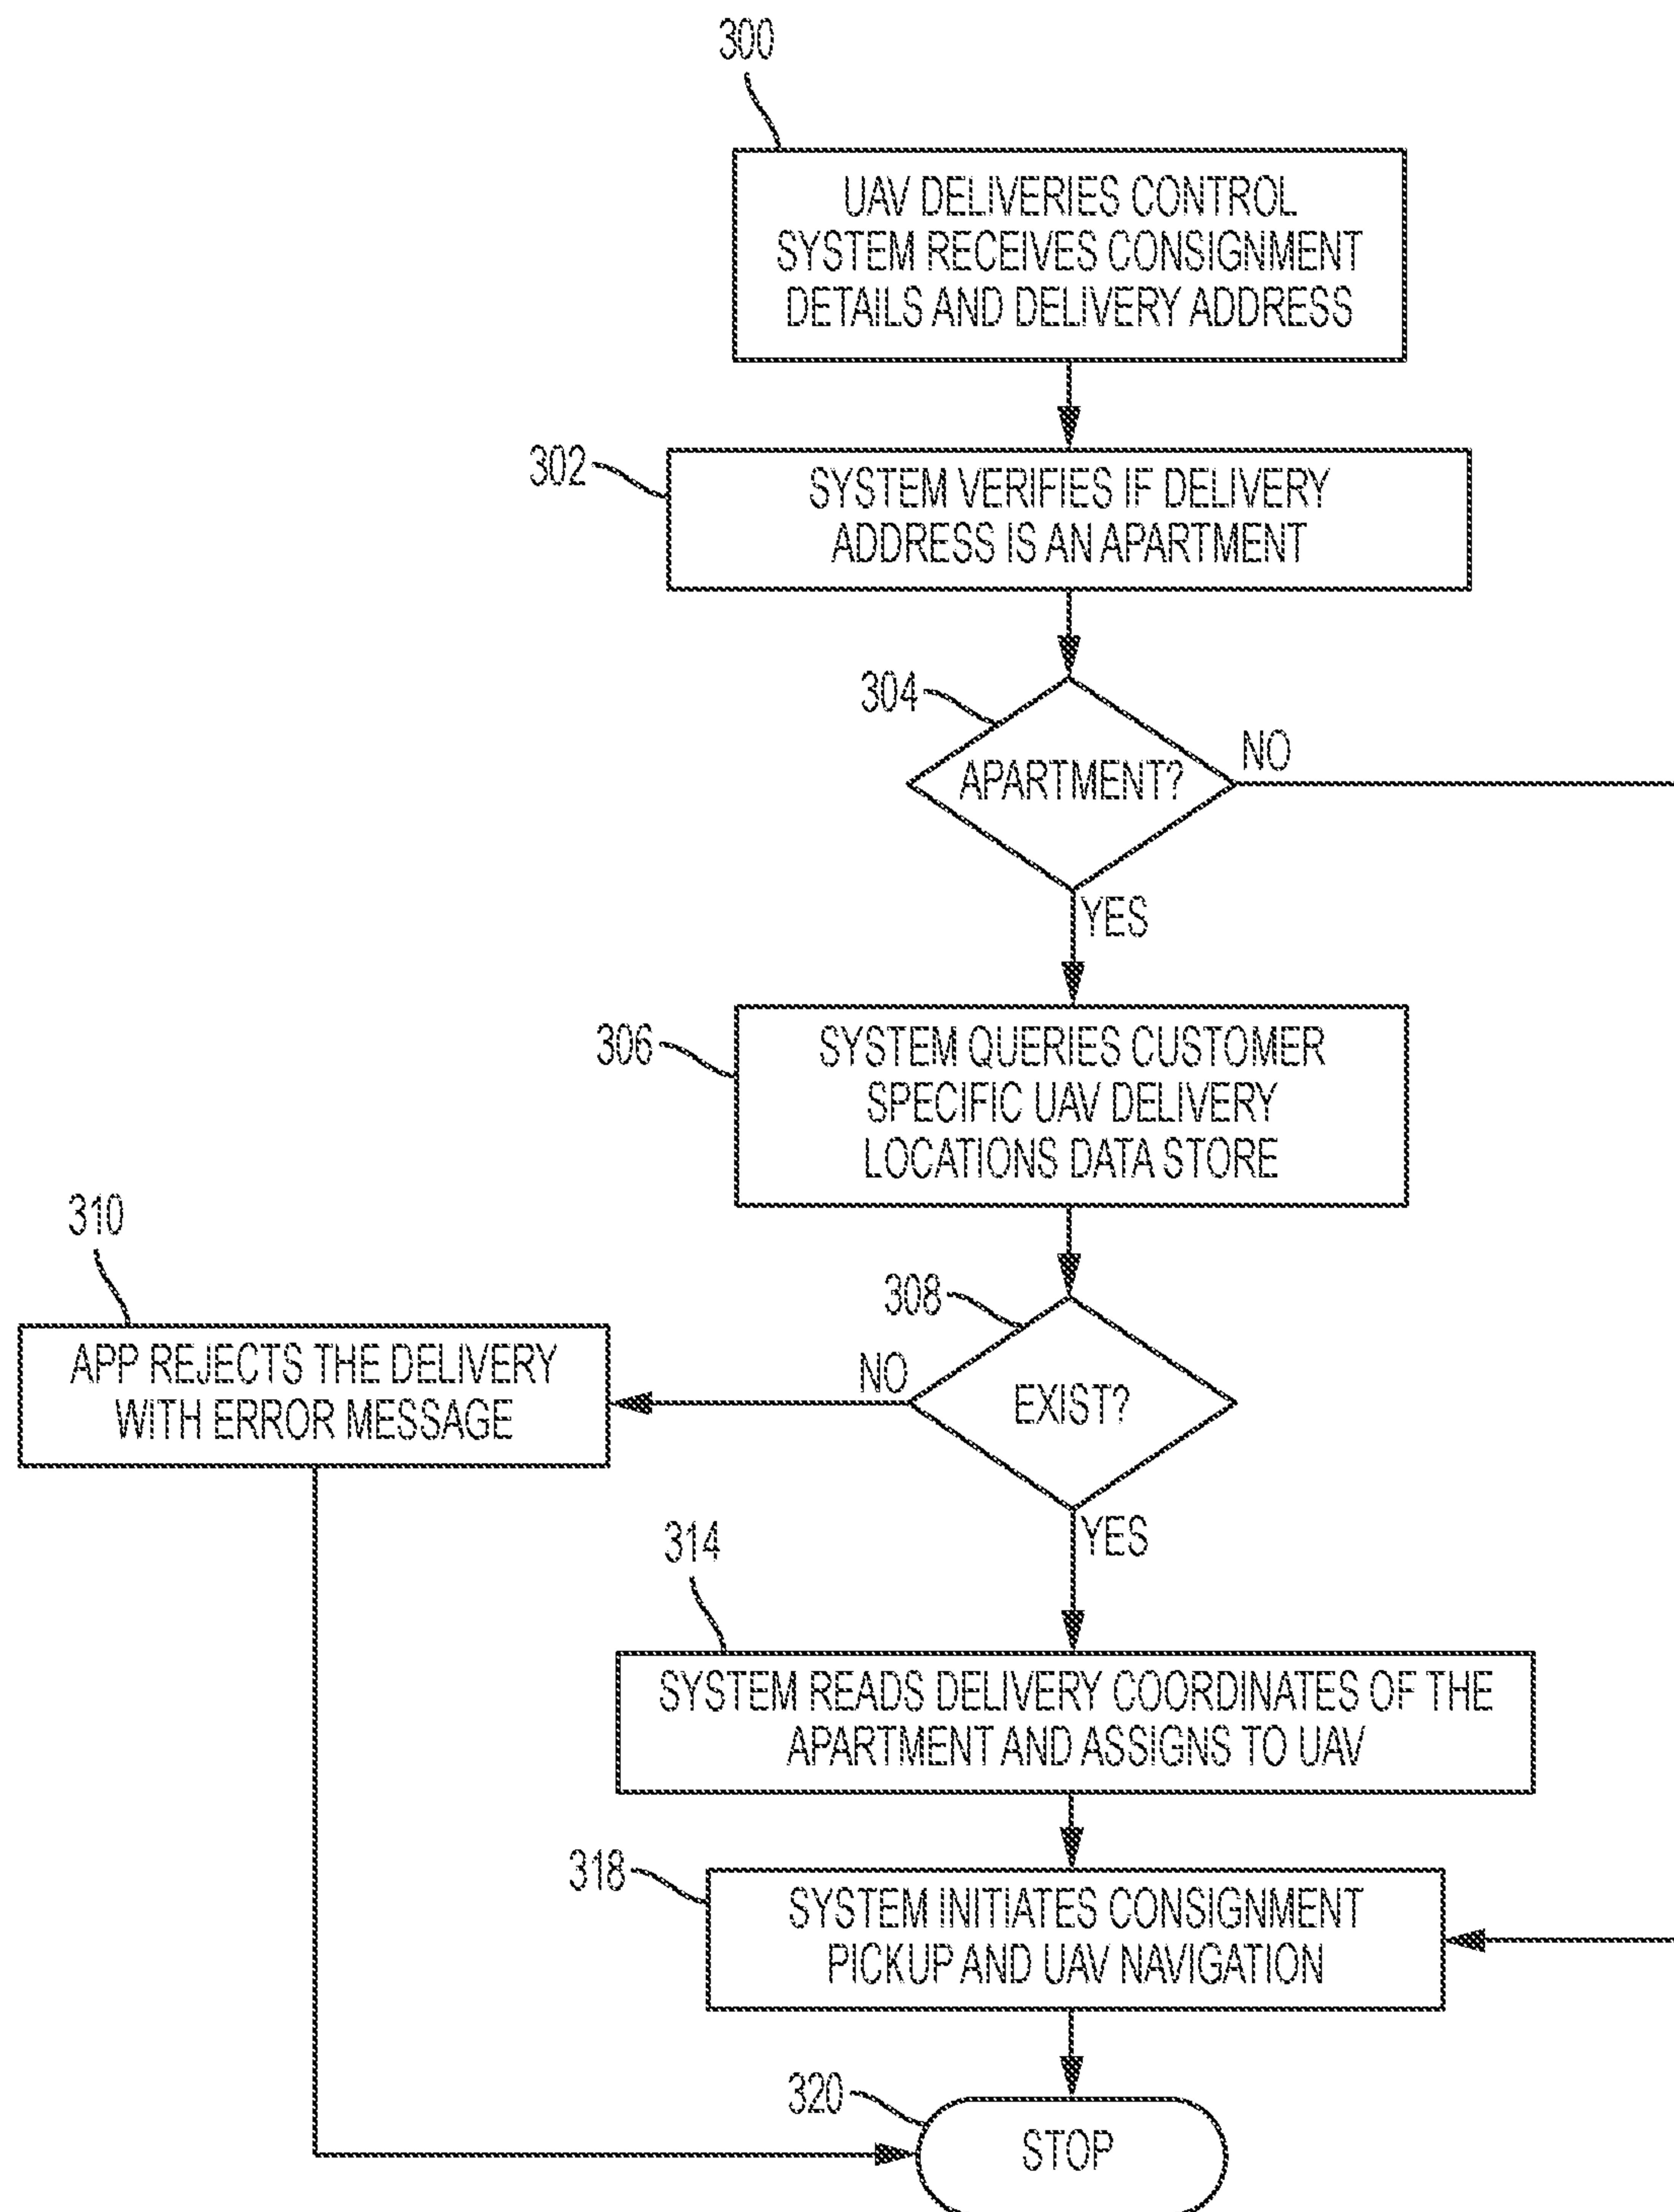 300
UAV DELIVERIES CONTROL
SYSTEM RECEIVES CONSIGNMENT
DETAILS AND DELIVERY ADDRESS
302
SYSTEM VERIFIES IF DELIVERY
ADDRESS IS AN APARTMENT
304
APARTMENT?
NO
YES
306
SYSTEM QUERIES CUSTOMER
SPECIFIC UAV DELIVERY
LOCATIONS DATA STORE
308
EXIST?
NO
310
APP REJECTS THE DELIVERY
WITH ERROR MESSAGE
YES
314
SYSTEM READS DELIVERY COORDINATES OF THE
APARTMENT AND ASSIGNS TO UAV
318
SYSTEM INITIATES CONSIGNMENT
PICKUP AND UAV NAVIGATION
320
STOP